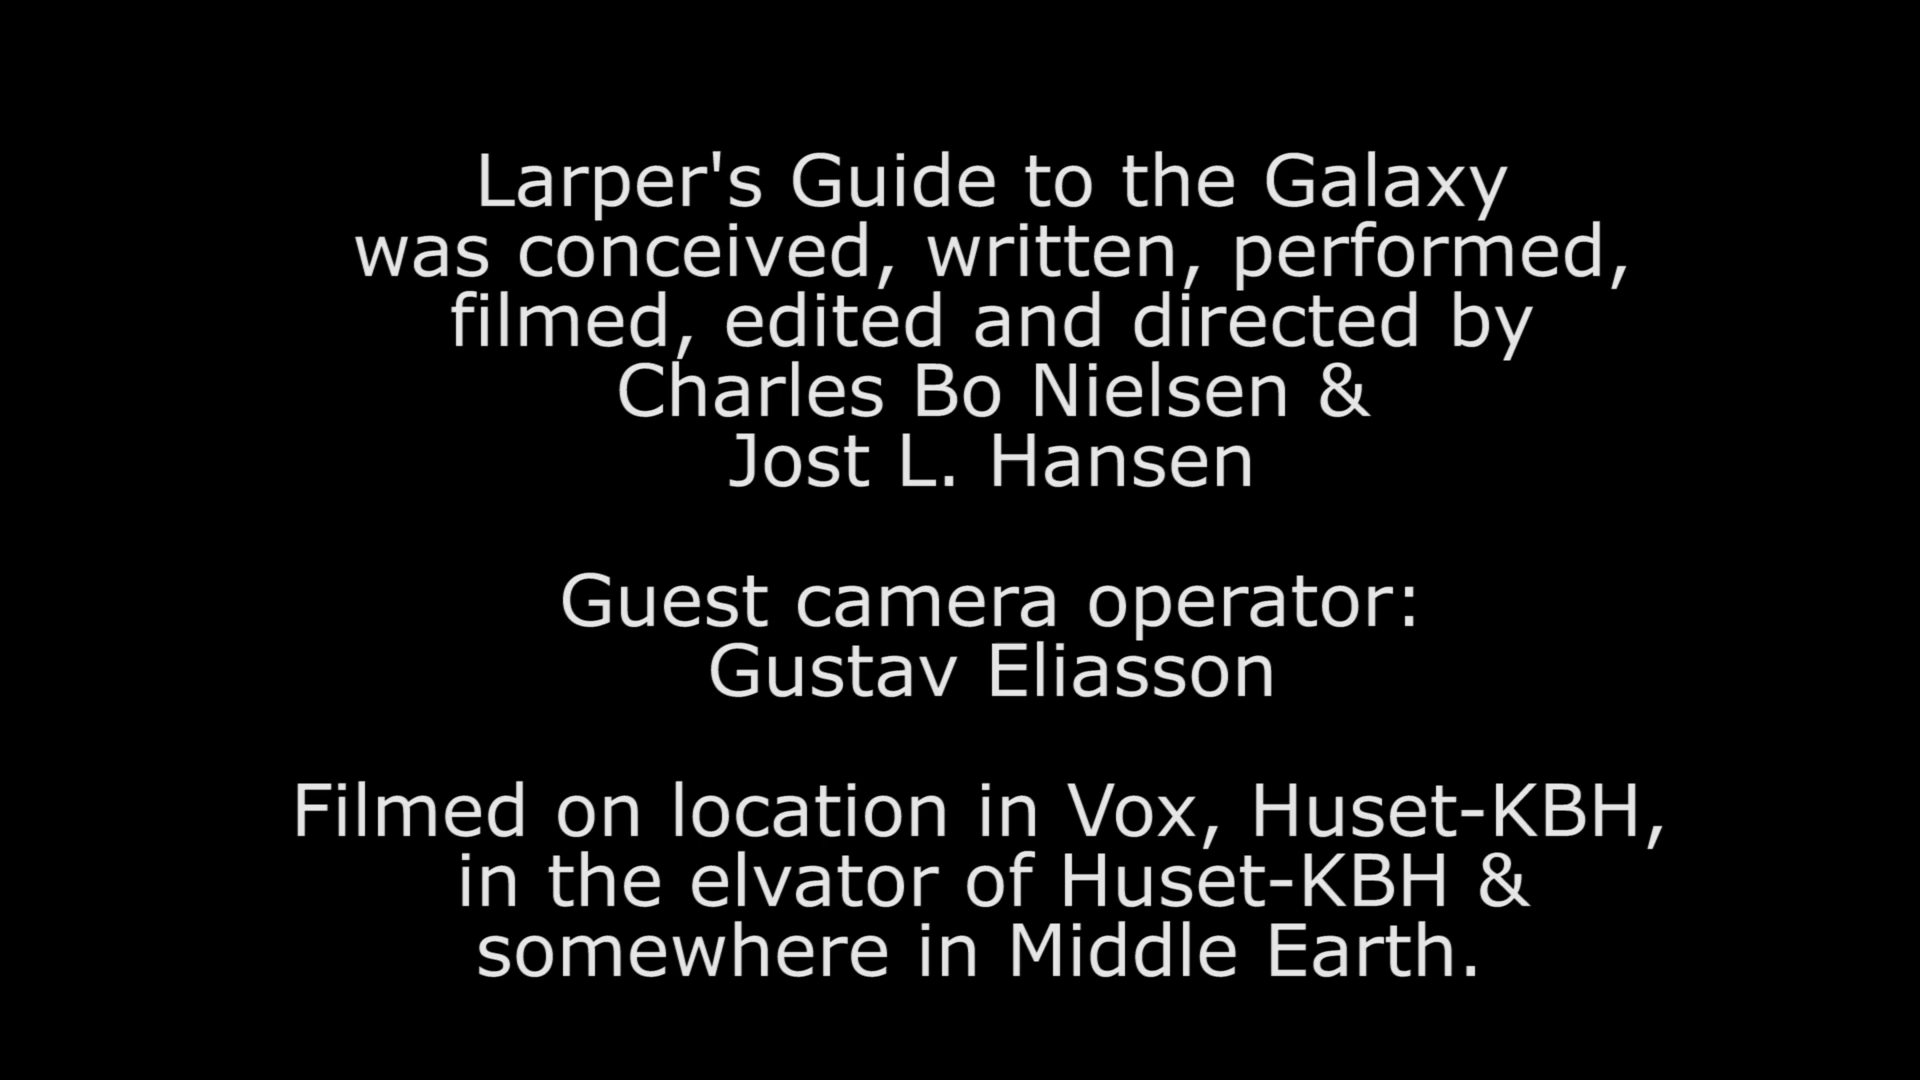 Larper's Guide to the Galaxy
was conceived, written, performed,
filmed, edited and directed by
Charles Bo Nielsen &
Jost L. Hansen
Guest camera operator:
Gustav Eliasson
Filmed on location in Vox, Huset-KBH,
in the elvator of Huset-KBH &
somewhere in Middle Earth.